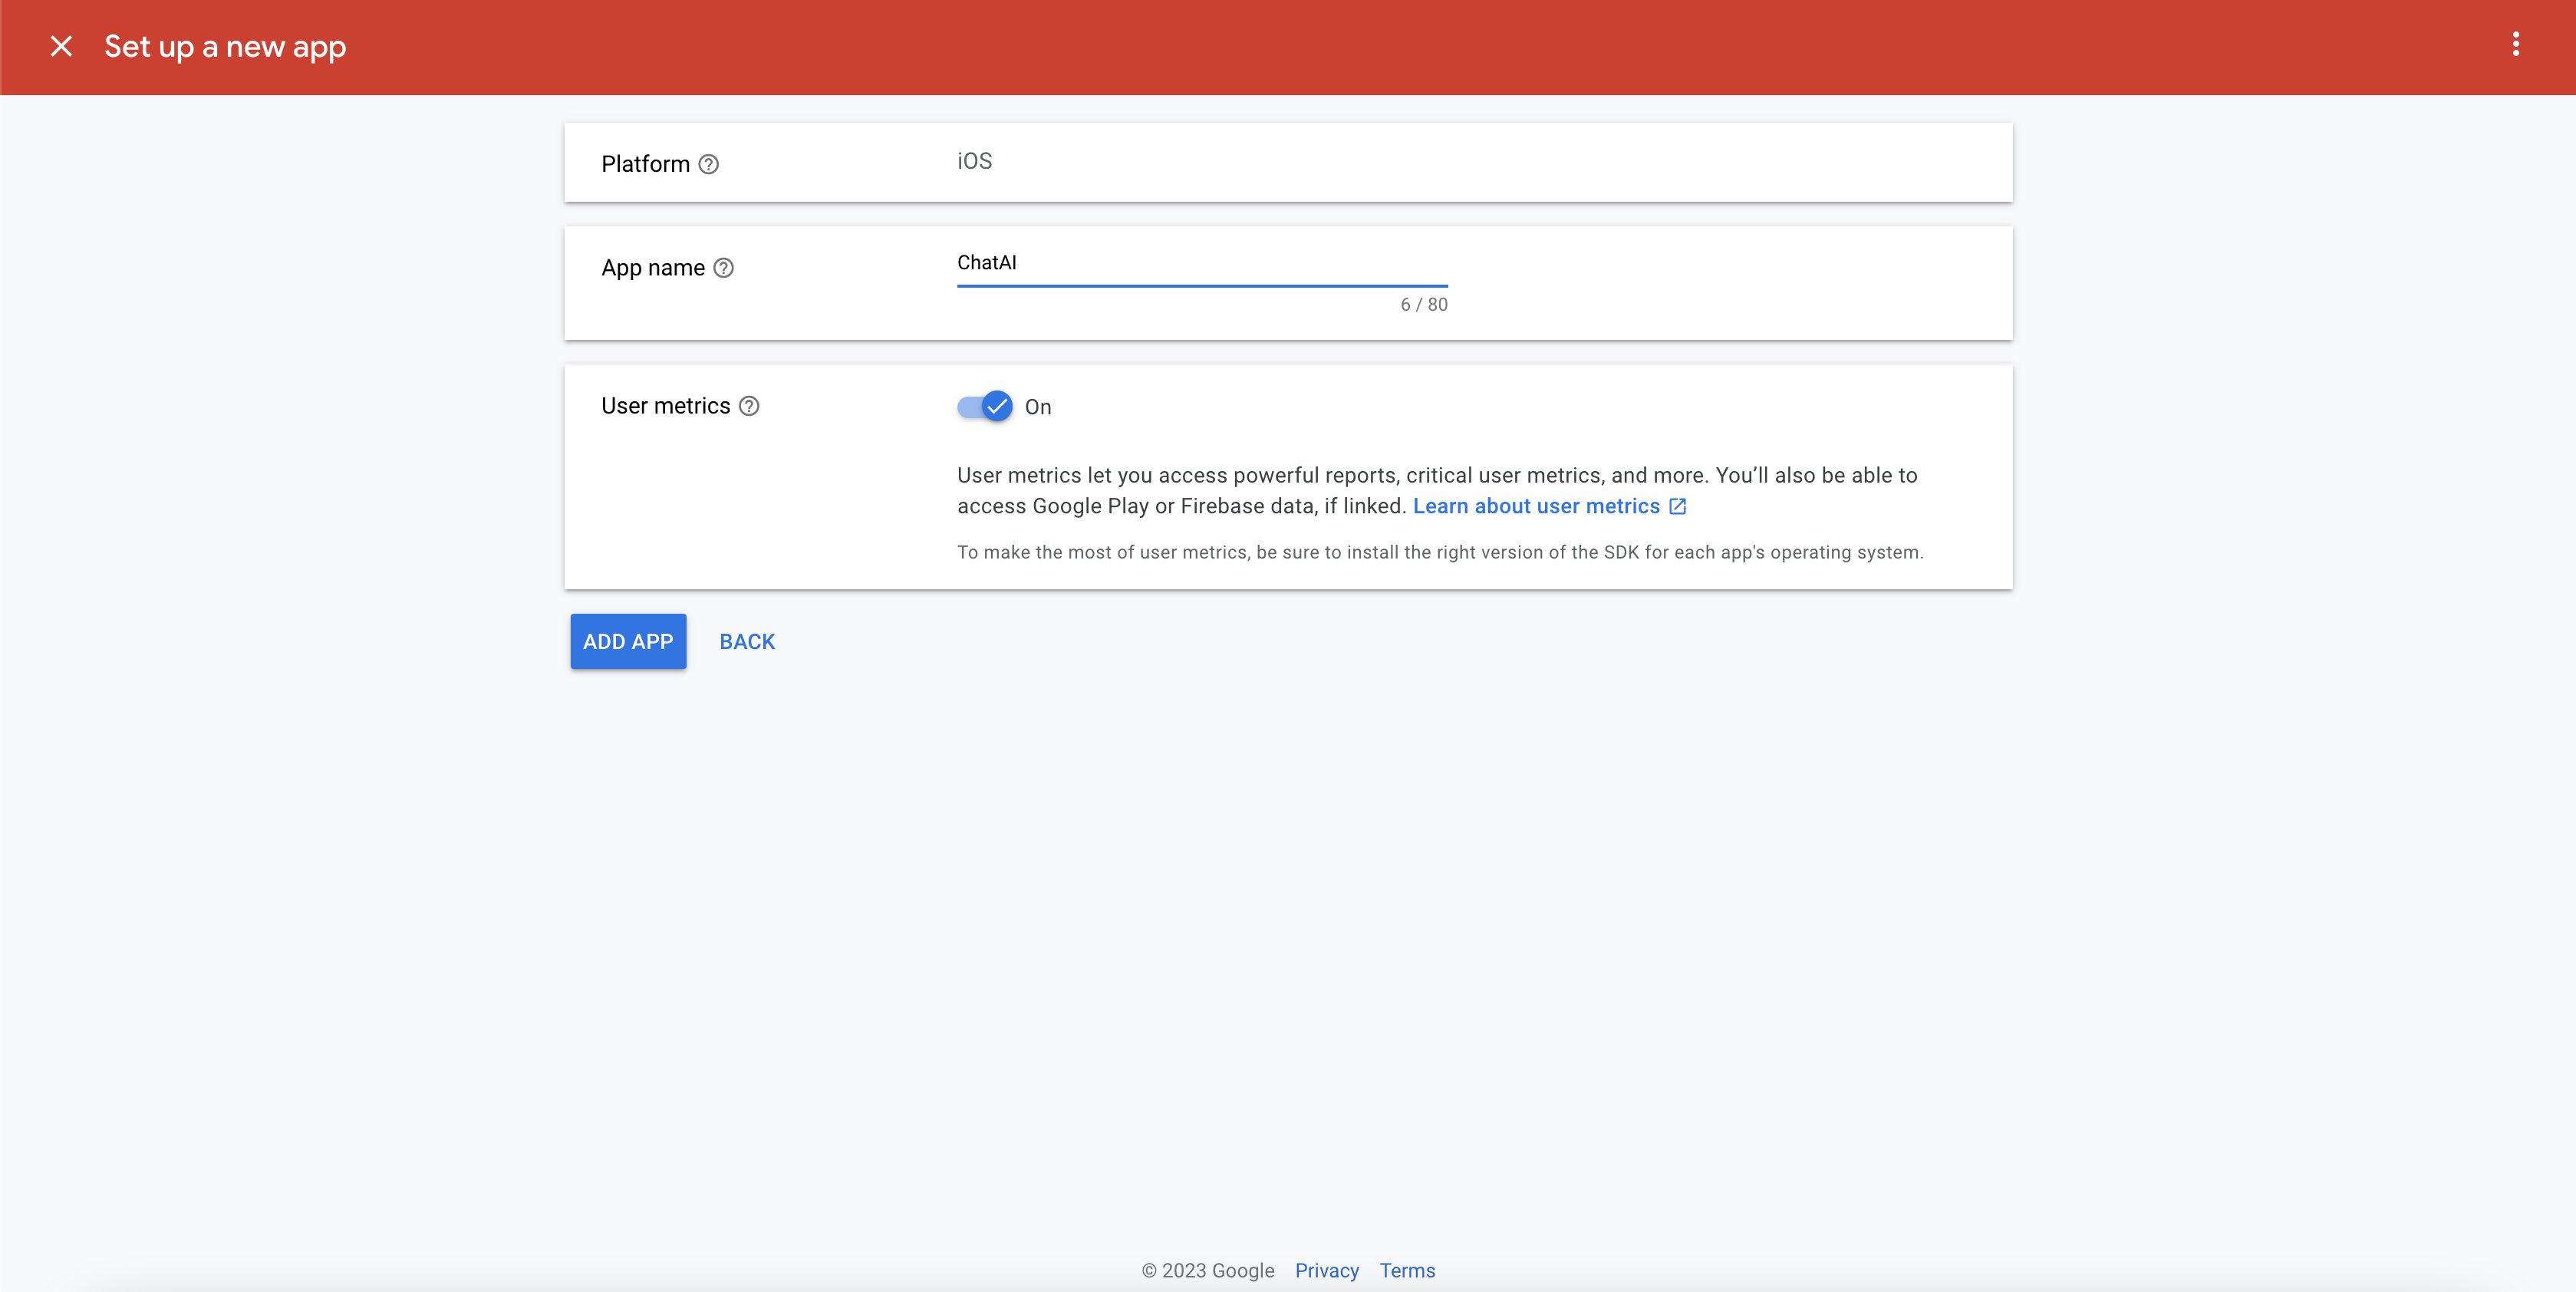 Set up a new app
Platform
iOS
App name
ChatAI
6 / 80
User metrics
On
User metrics let you access powerful reports, critical user metrics, and more. You’ll also be able to
access Google Play or Firebase data, if linked. Learn about user metrics
To make the most of user metrics, be sure to install the right version of the SDK for each app's operating system.
ADD APP
BACK
© 2023 Google Privacy Terms